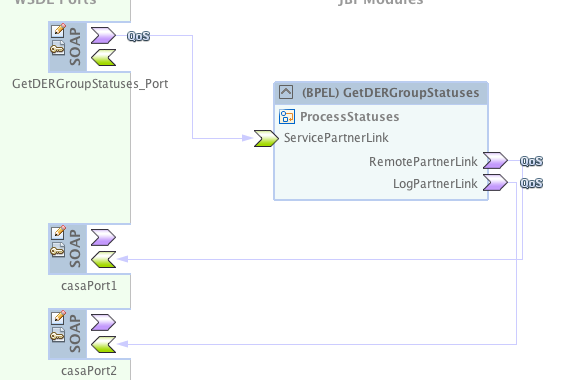 WSDL Ports
JBI Modules
SOAP
QoS
GetDERGroupStatuses_Port
(BPEL) GetDERGroupStatuses
ProcessStatuses
ServicePartnerLink
RemotePartnerLink
QoS
LogPartnerLink
QoS
SOAP
casaPort1
SOAP
casaPort2